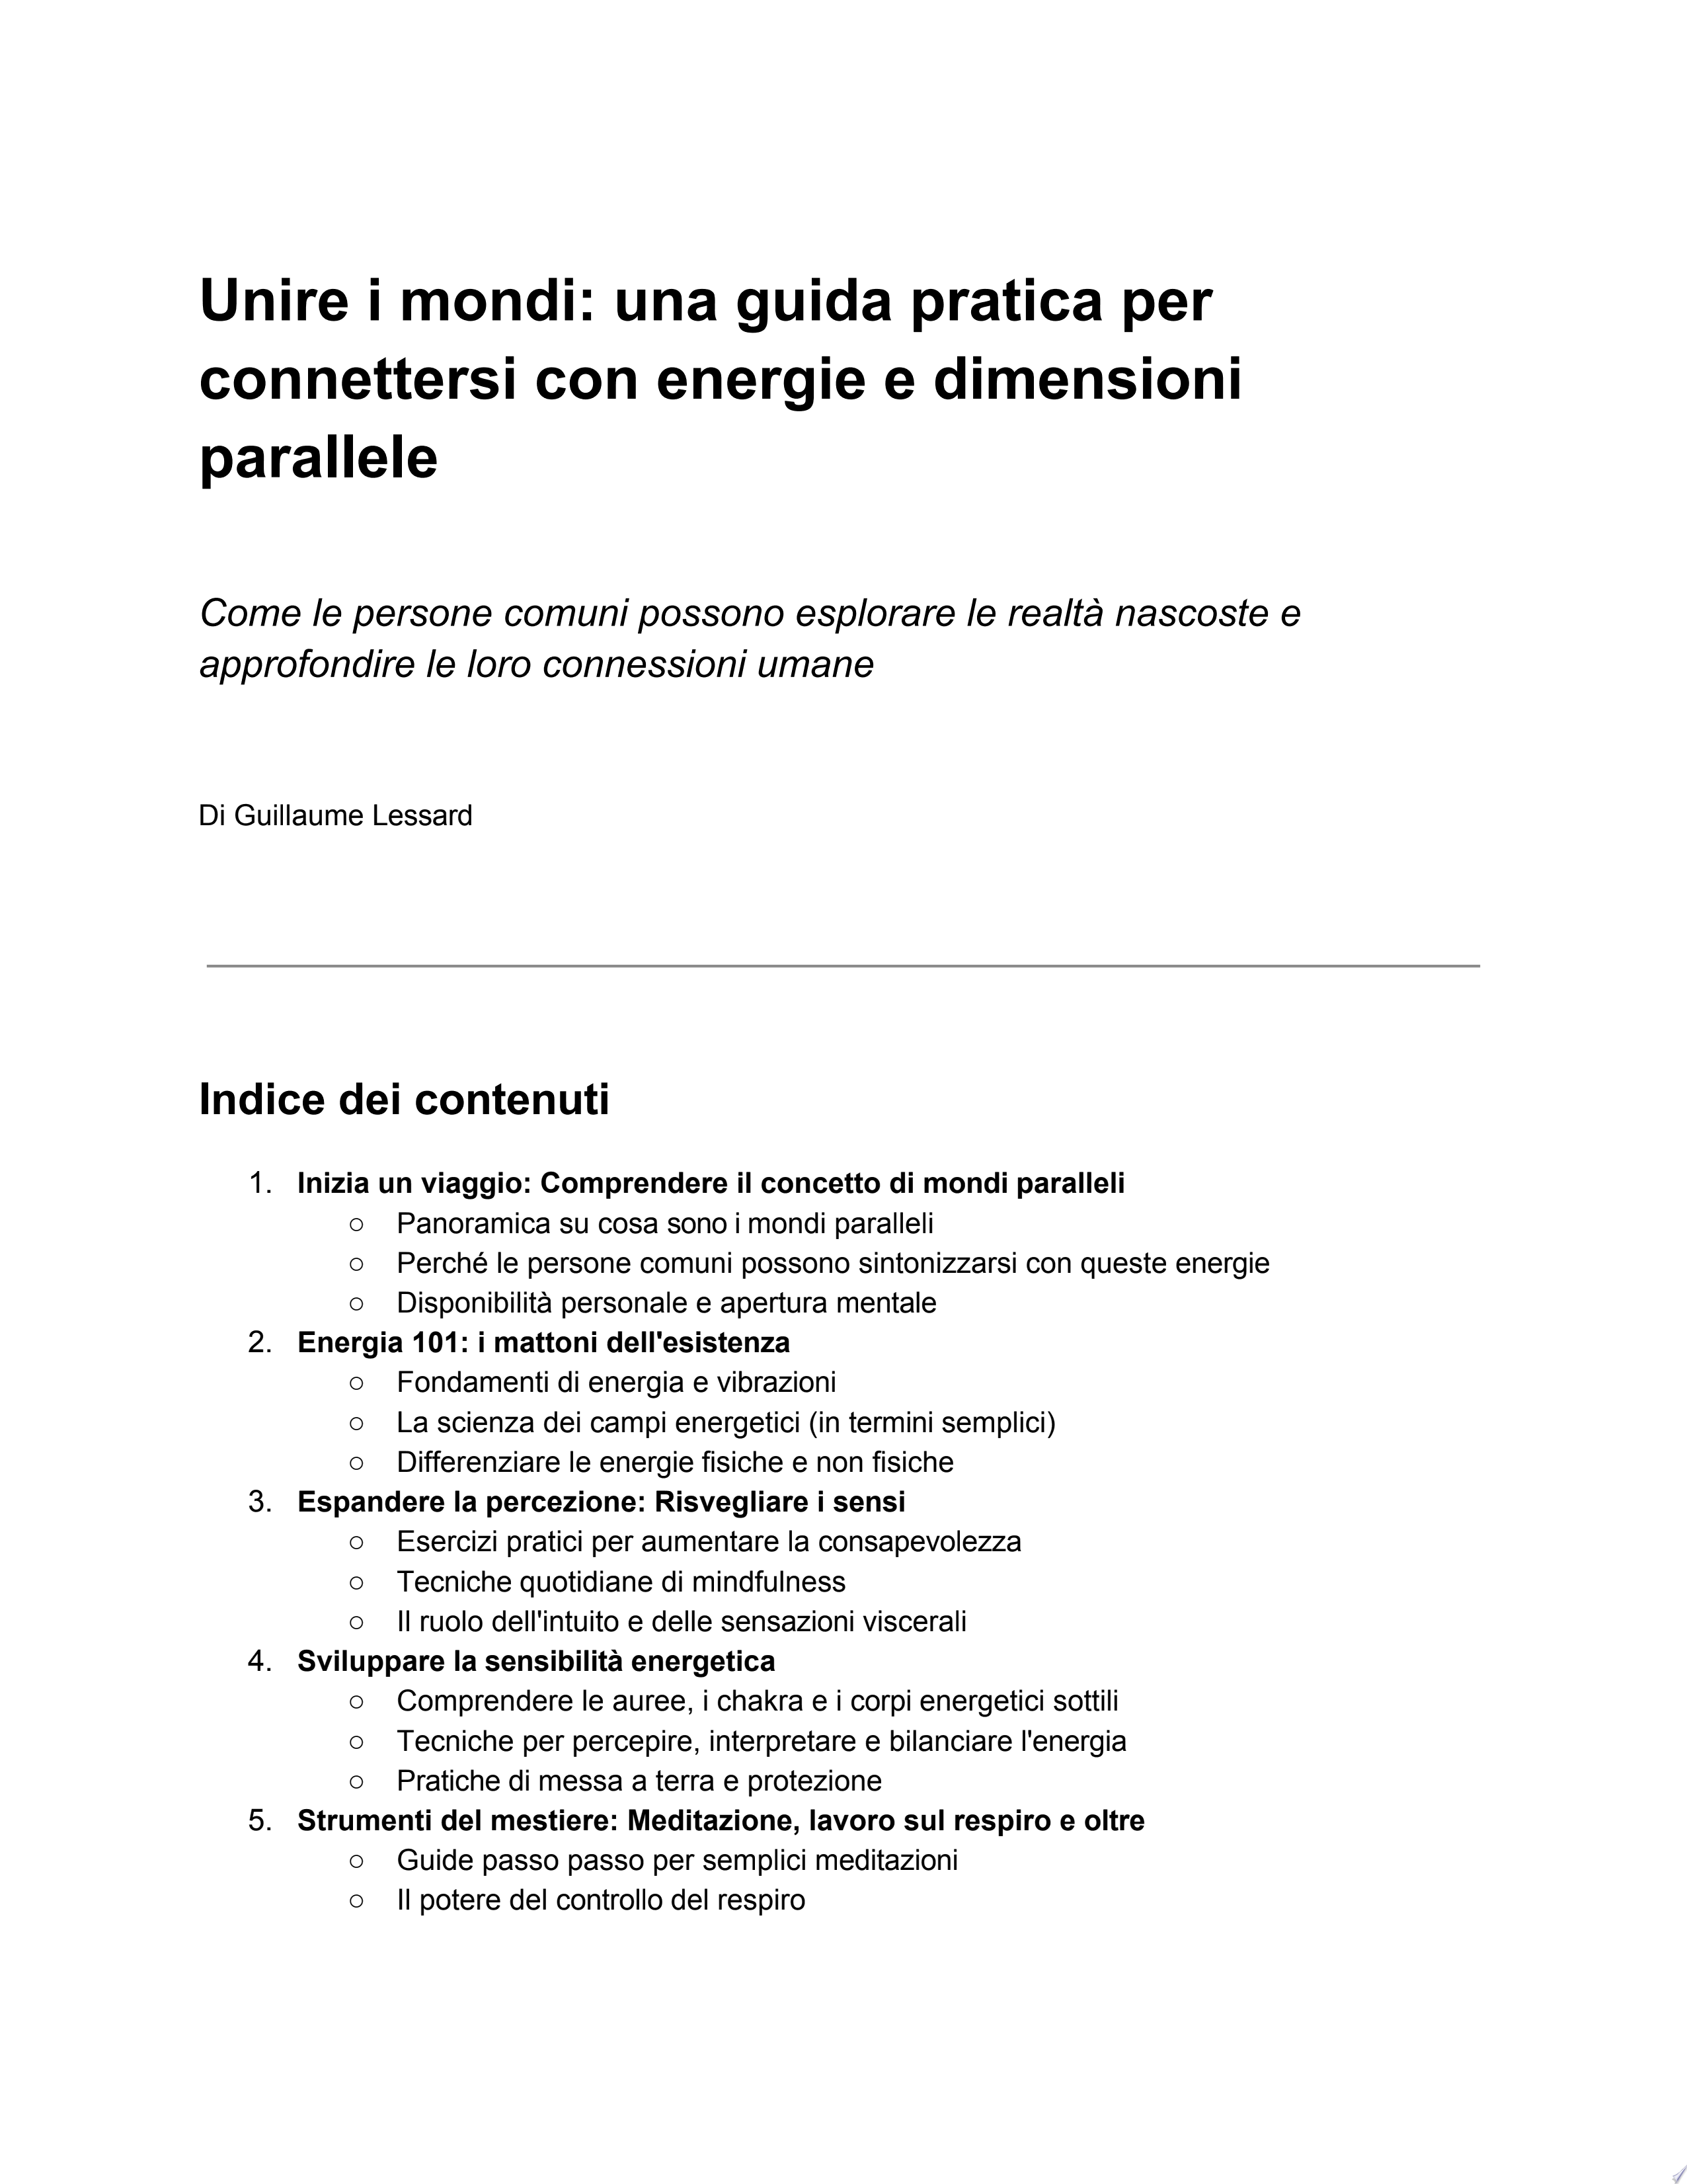 Unire i mondi: una guida pratica per
connettersi con energie e dimensioni
parallele
Come le persone comuni possono esplorare le realtà nascoste e
approfondire le loro connessioni umane
Di Guillaume Lessard
Indice dei contenuti
1. Inizia un viaggio: Comprendere il concetto di mondi paralleli
○ Panoramica su cosa sono i mondi paralleli
○ Perché le persone comuni possono sintonizzarsi con queste energie
○ Disponibilità personale e apertura mentale
2. Energia 101: i mattoni dell'esistenza
○ Fondamenti di energia e vibrazioni
○ La scienza dei campi energetici (in termini semplici)
○ Differenziare le energie fisiche e non fisiche
3. Espandere la percezione: Risvegliare i sensi
○ Esercizi pratici per aumentare la consapevolezza
○ Tecniche quotidiane di mindfulness
○ Il ruolo dell'intuito e delle sensazioni viscerali
4. Sviluppare la sensibilità energetica
○ Comprendere le auree, i chakra e i corpi energetici sottili
○ Tecniche per percepire, interpretare e bilanciare l'energia
○ Pratiche di messa a terra e protezione
5. Strumenti del mestiere: Meditazione, lavoro sul respiro e oltre
○ Guide passo passo per semplici meditazioni
○ Il potere del controllo del respiro